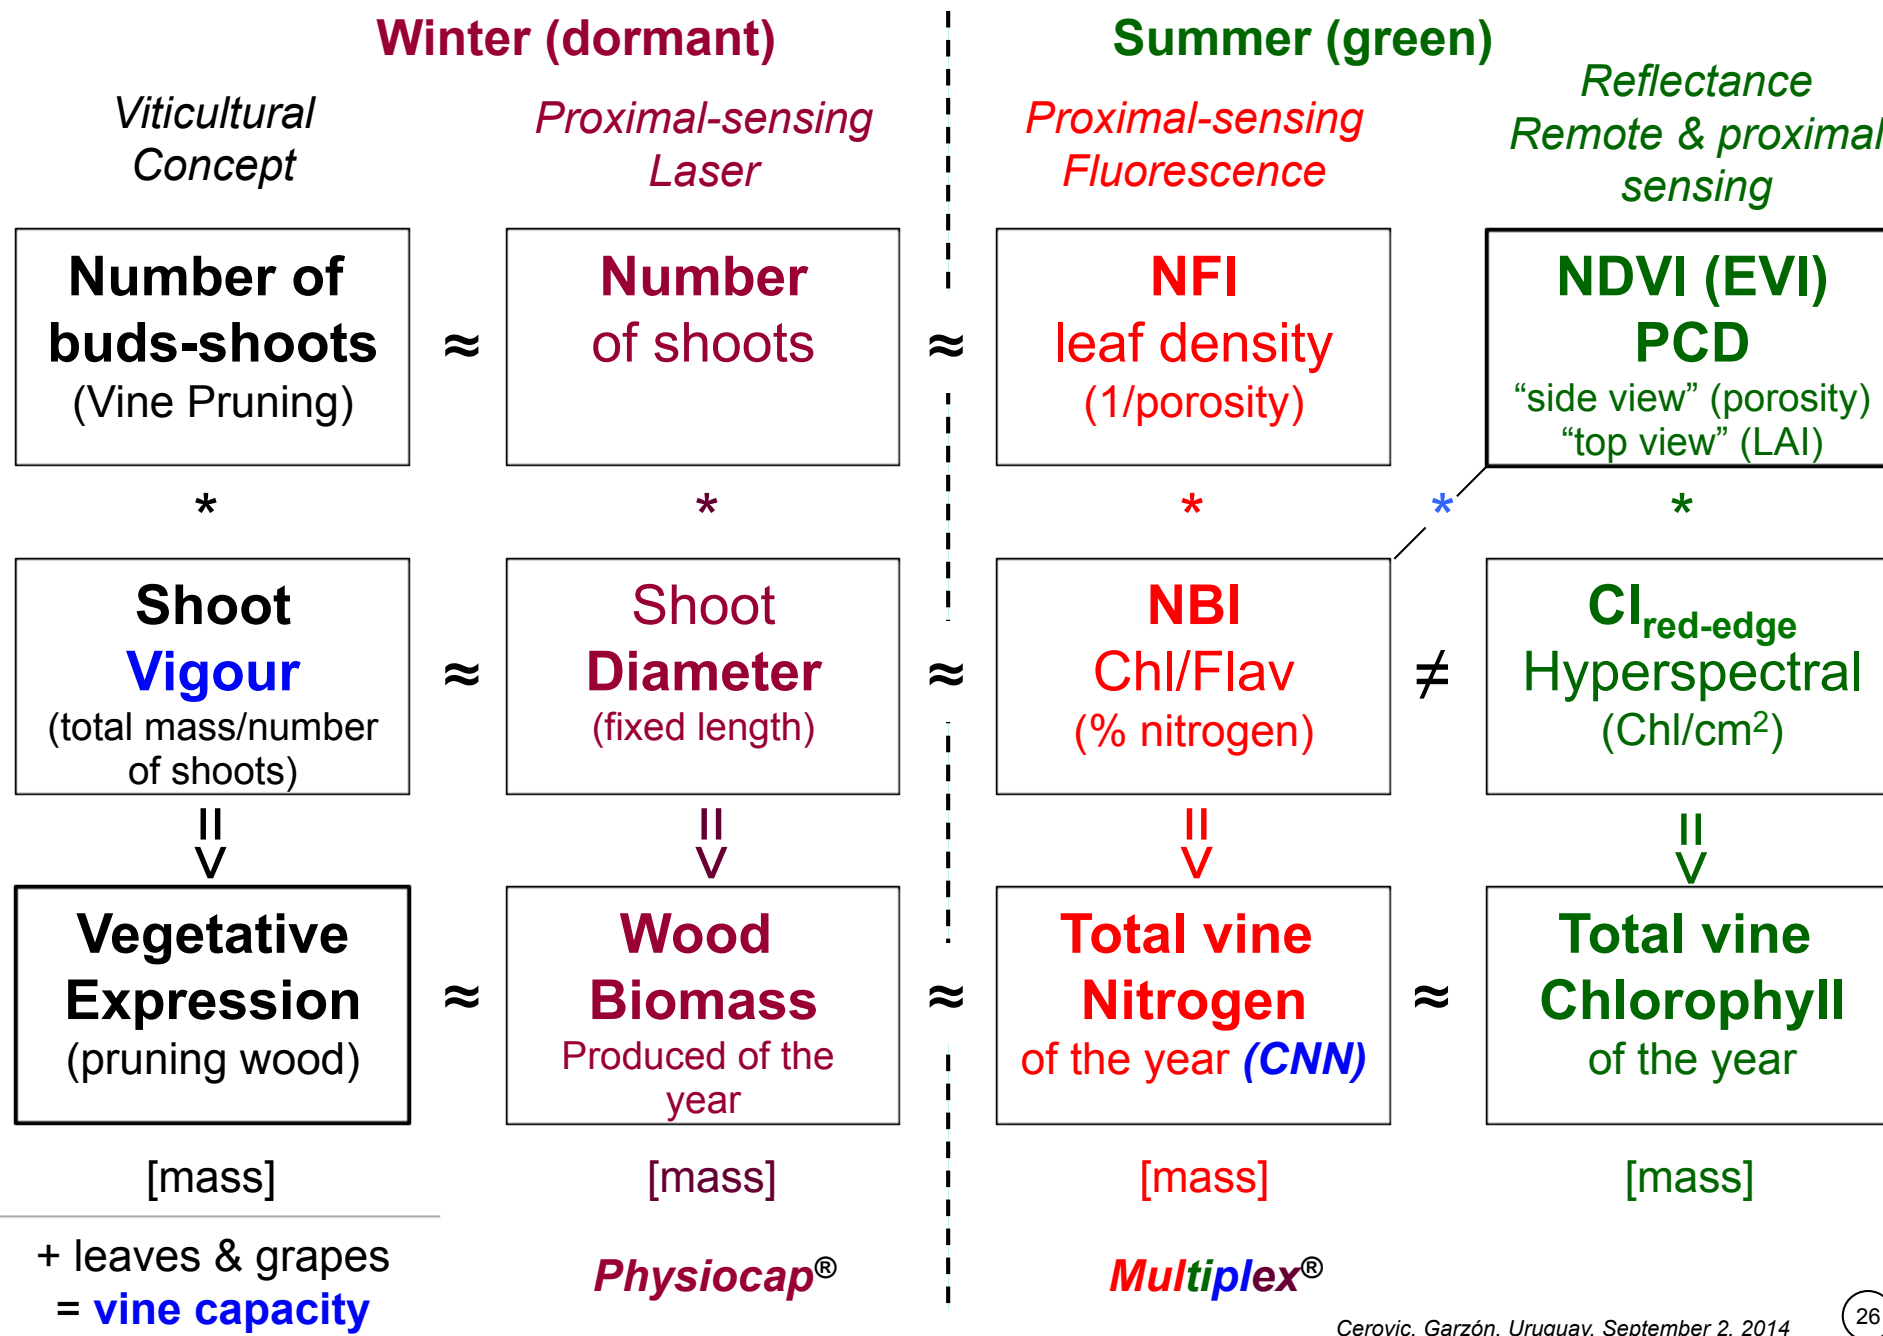 Winter (dormant)
Summer (green)
Viticultural
Concept
Proximal-sensing
Laser
Proximal-sensing
Fluorescence
Reflectance
Remote & proximal
sensing
Number of
buds-shoots
(Vine Pruning)
≈
Number
of shoots
≈
NFI
leaf density
(1/porosity)
NDVI (EVI)
PCD
“side view” (porosity)
“top view” (LAI)
*
*
*
*
*
Shoot
Vigour
(total mass/number
of shoots)
≈
Shoot
Diameter
(fixed length)
≈
NBI
Chl/Flav
(% nitrogen)
≠
CIred-edge
Hyperspectral
(Chl/cm²)
=>
=>
=>
=>
Vegetative
Expression
(pruning wood)
≈
Wood
Biomass
Produced of the
year
≈
Total vine
Nitrogen
of the year (CNN)
≈
Total vine
Chlorophyll
of the year
[mass]
[mass]
[mass]
[mass]
+ leaves & grapes
= vine capacity
Physiocap®
Multiplex®
Cerovic, Garzón, Uruguay, September 2, 2014
26